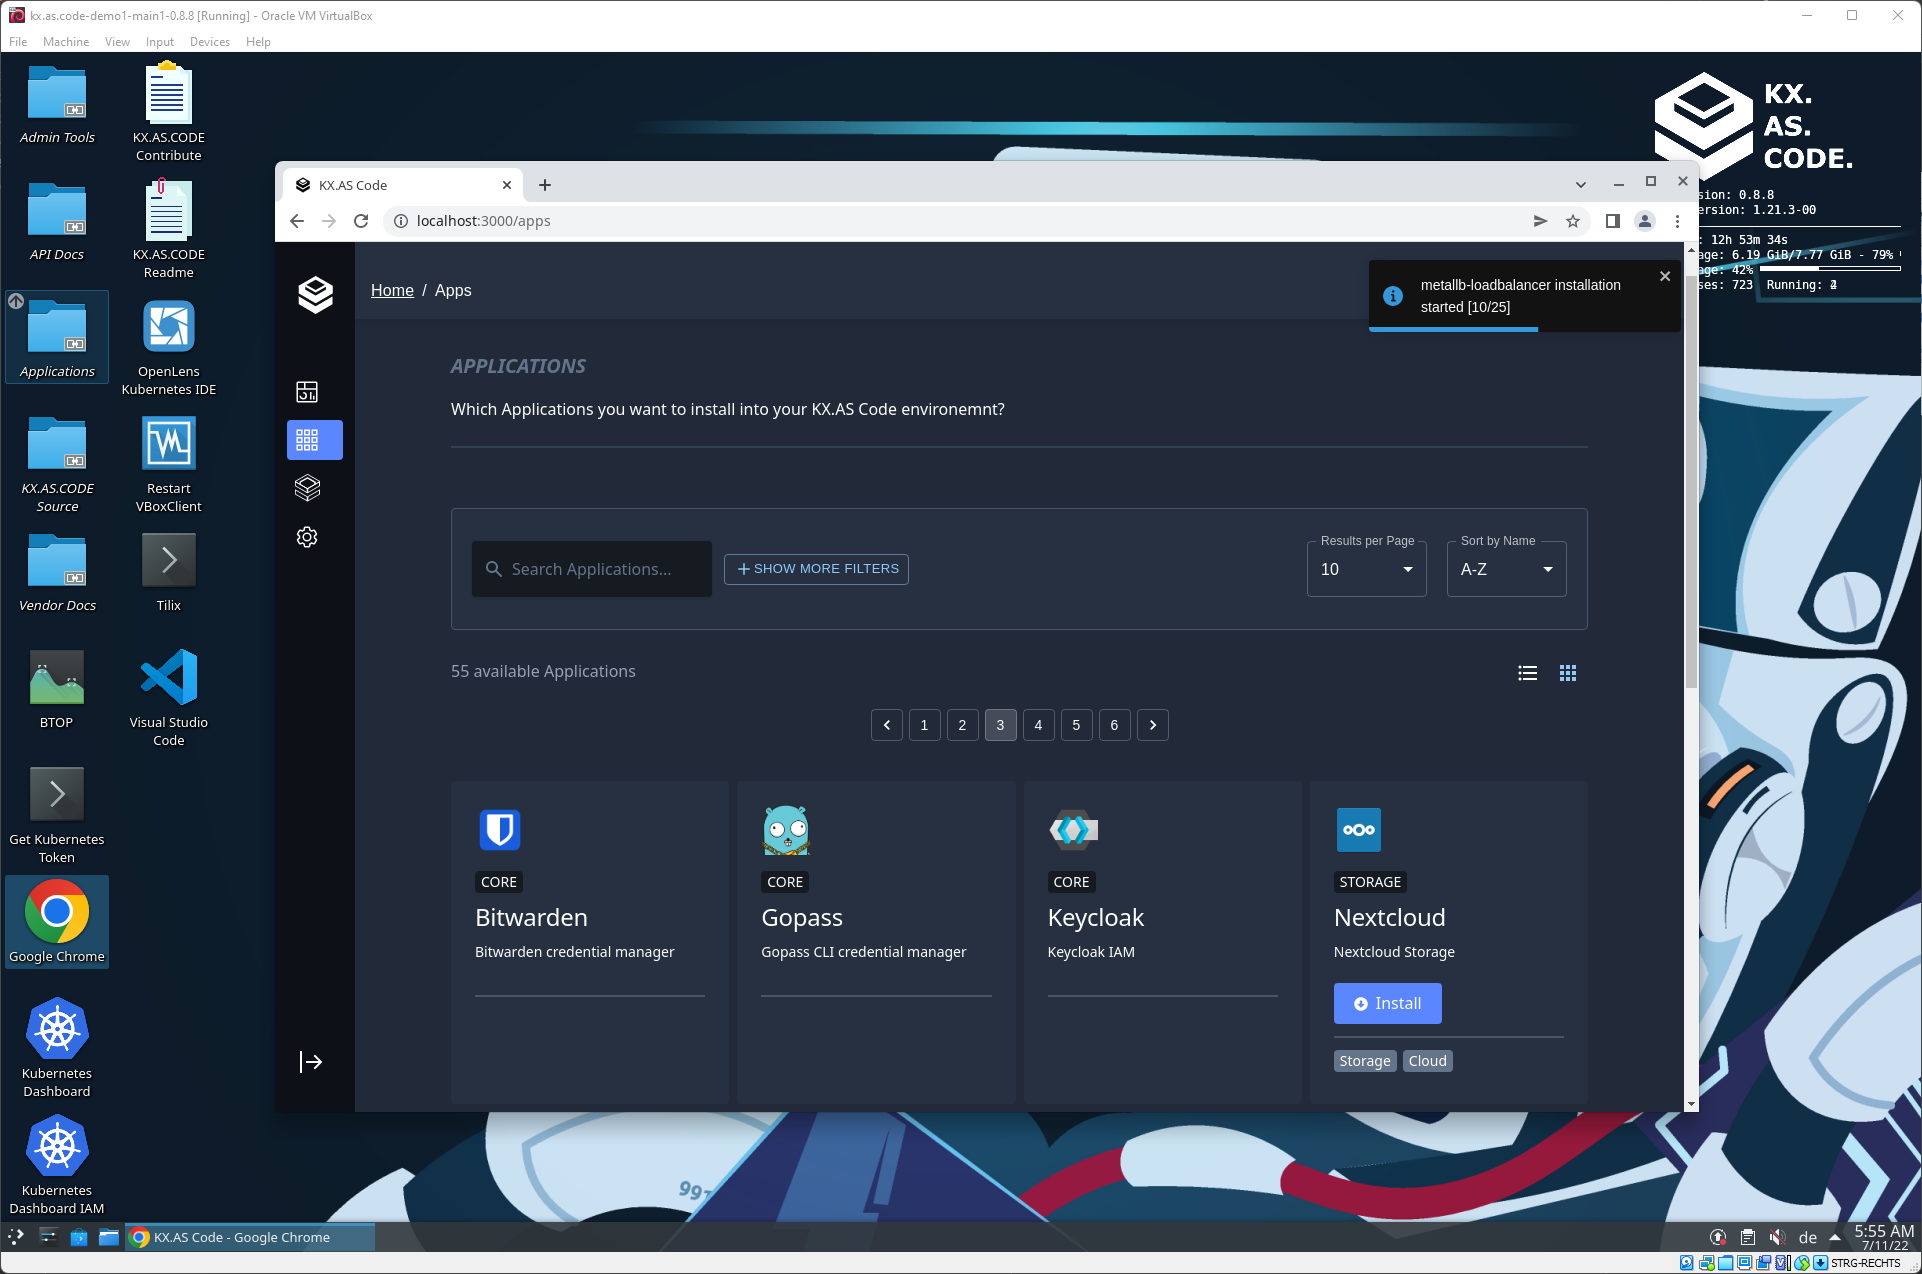 kx.as.code-demo1-main1-0.8.8 [Running] - Oracle VM VirtualBox
File Machine View Input Devices Help
Admin Tools
KX.AS.CODE
Contribute
API Docs
KX.AS.CODE
Readme
Applications
OpenLens
Kubernetes IDE
KX.AS.CODE
Source
Restart
VBoxClient
Vendor Docs
Tilix
BTOP
Visual Studio
Code
Get Kubernetes
Token
Google Chrome
Kubernetes
Dashboard
Kubernetes
Dashboard IAM
KX.
AS.
CODE.
sion: 0.8.8
ersion: 1.21.3-00
: 12h 53m 34s
age: 6.19 GiB/7.77 GiB - 79%
age: 42%
ses: 723 Running:
KX.AS Code
localhost:3000/apps
Home / Apps
metallb-loadbalancer installation
started [10/25]
APPLICATIONS
Which Applications you want to install into your KX.AS Code environemnt?
Search Applications...
SHOW MORE FILTERS
Results per Page
10
Sort by Name
A-Z
55 available Applications
1 2 3 4 5 6
CORE
Bitwarden
Bitwarden credential manager
CORE
Gopass
Gopass CLI credential manager
CORE
Keycloak
Keycloak IAM
STORAGE
Nextcloud
Nextcloud Storage
Install
Storage Cloud
KX.AS Code - Google Chrome
de
5:55 AM
7/11/22
STRG-RECHTS